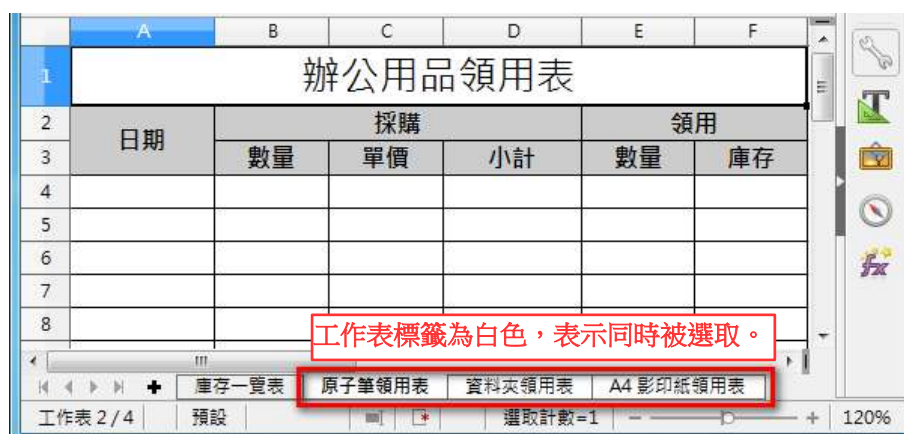 A B C D E F
1 辦公用品領用表
2 日期 採購 領用
3 數量 單價 小計 數量 庫存
4
5
6
7
8
工作表標籤為白色，表示同時被選取。
庫存一覽表 原子筆領用表 資料夾領用表 A4 影印紙領用表
工作表 2 / 4 預設 選取計數=1 120%